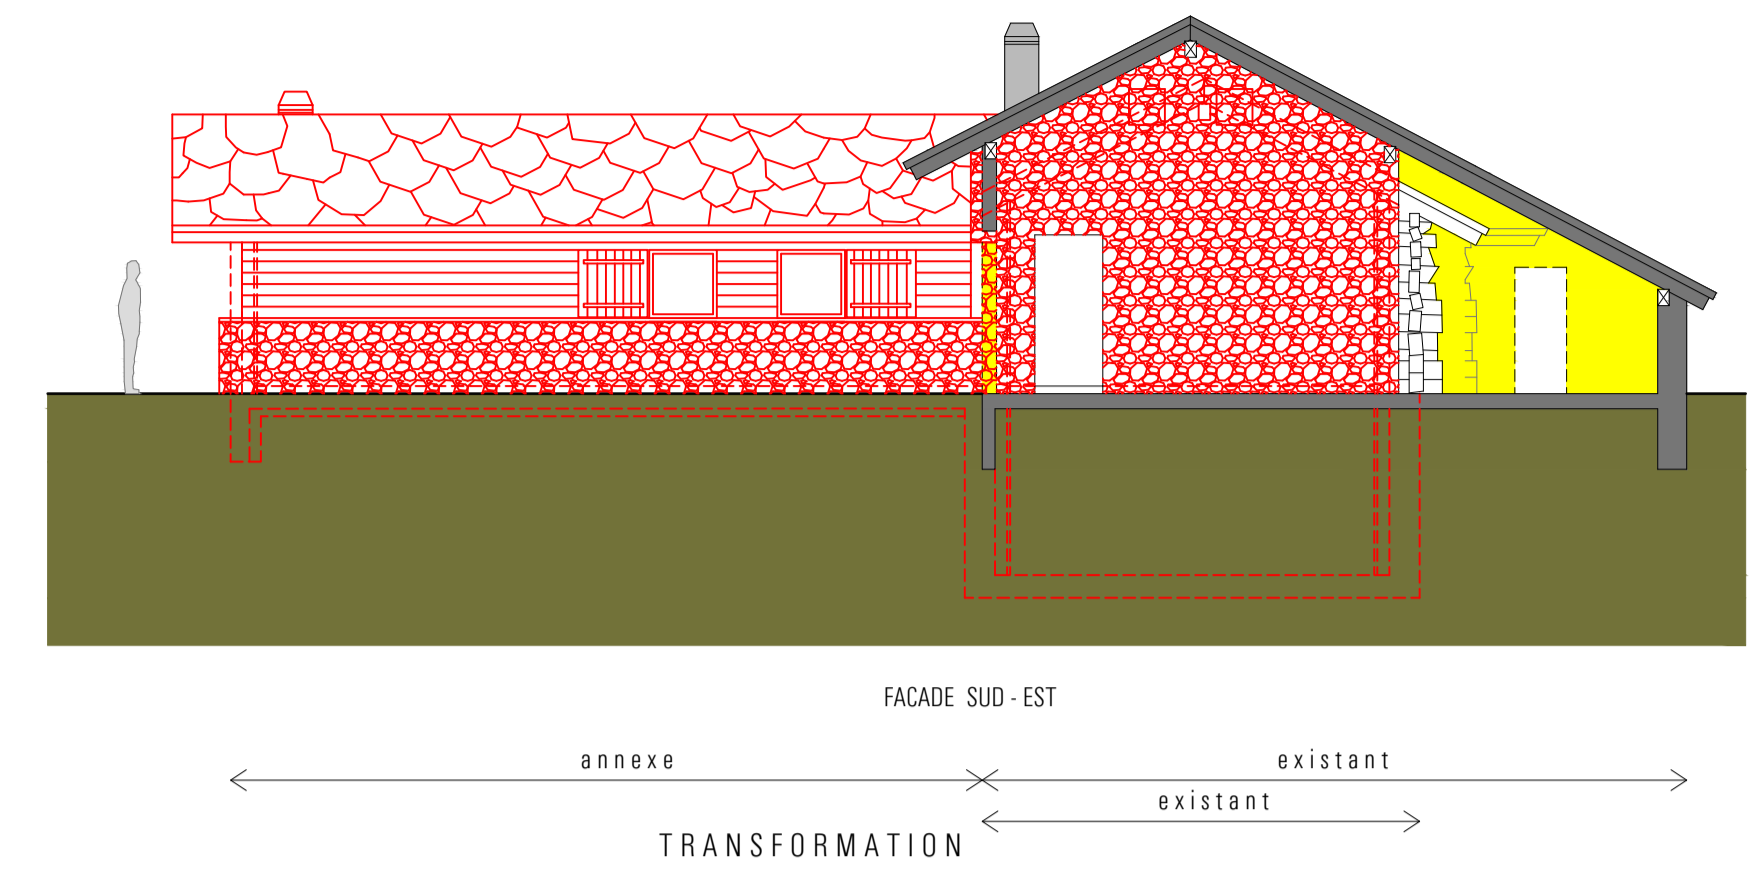 FACADE SUD - EST
annexe
existant
existant
TRANSFORMATION